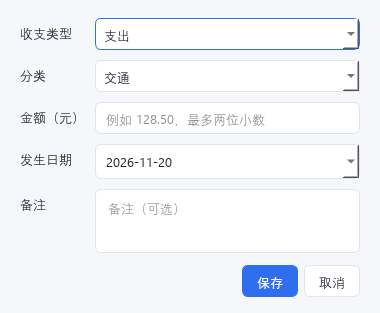 收支类型 支出
分类 交通
金额（元） 例如 128.50，最多两位小数
发生日期 2026-11-20
备注 备注（可选）
保存 取消